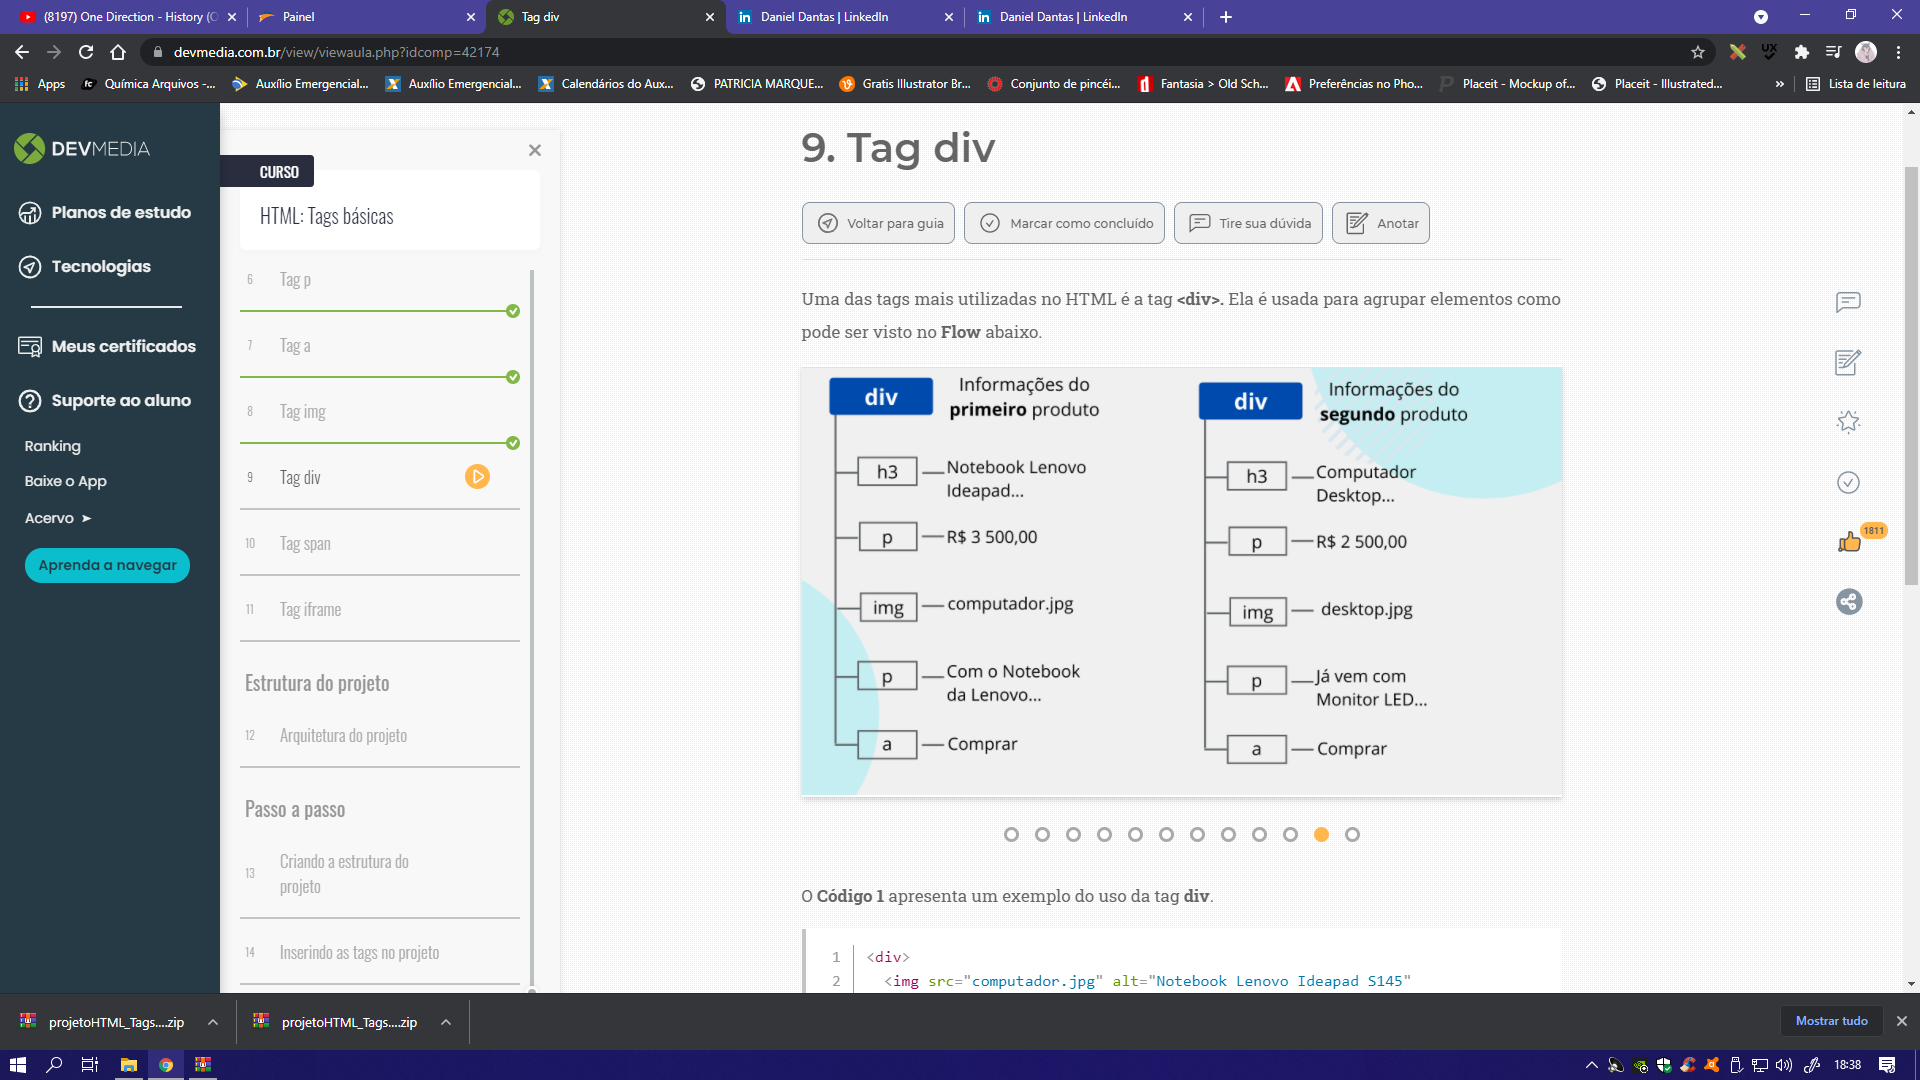 (8197) One Direction - History (O
Painel
Tag div
Daniel Dantas | LinkedIn
Daniel Dantas | LinkedIn
devmedia.com.br/view/viewaula.php?idcomp=42174
Apps
Química Arquivos -...
Auxílio Emergencial...
Auxílio Emergencial...
Calendários do Aux...
PATRICIA MARQUE...
Gratis Illustrator Br...
Conjunto de pincéi...
Fantasia > Old Sch...
Preferências no Pho...
Placeit - Mockup of...
Placeit - Illustrated...
»
Lista de leitura
DEVMEDIA
Planos de estudo
Tecnologias
Meus certificados
Suporte ao aluno
Ranking
Baixe o App
Acervo ➤
Aprenda a navegar
CURSO
HTML: Tags básicas
6 Tag p
7 Tag a
8 Tag img
9 Tag div
10 Tag span
11 Tag iframe
Estrutura do projeto
12 Arquitetura do projeto
Passo a passo
13 Criando a estrutura do
projeto
14 Inserindo as tags no projeto
9. Tag div
Voltar para guia
Marcar como concluído
Tire sua dúvida
Anotar
Uma das tags mais utilizadas no HTML é a tag <div>. Ela é usada para agrupar elementos como
pode ser visto no Flow abaixo.
div
Informações do
primeiro produto
h3
Notebook Lenovo
Ideapad...
p
R$ 3 500,00
img
computador.jpg
p
Com o Notebook
da Lenovo...
a
Comprar
div
Informações do
segundo produto
h3
Computador
Desktop...
p
R$ 2 500,00
img
desktop.jpg
p
Já vem com
Monitor LED...
a
Comprar
1811
O Código 1 apresenta um exemplo do uso da tag div.
1 <div>
2 <img src="computador.jpg" alt="Notebook Lenovo Ideapad S145"
projetoHTML_Tags....zip
projetoHTML_Tags....zip
Mostrar tudo
18:38